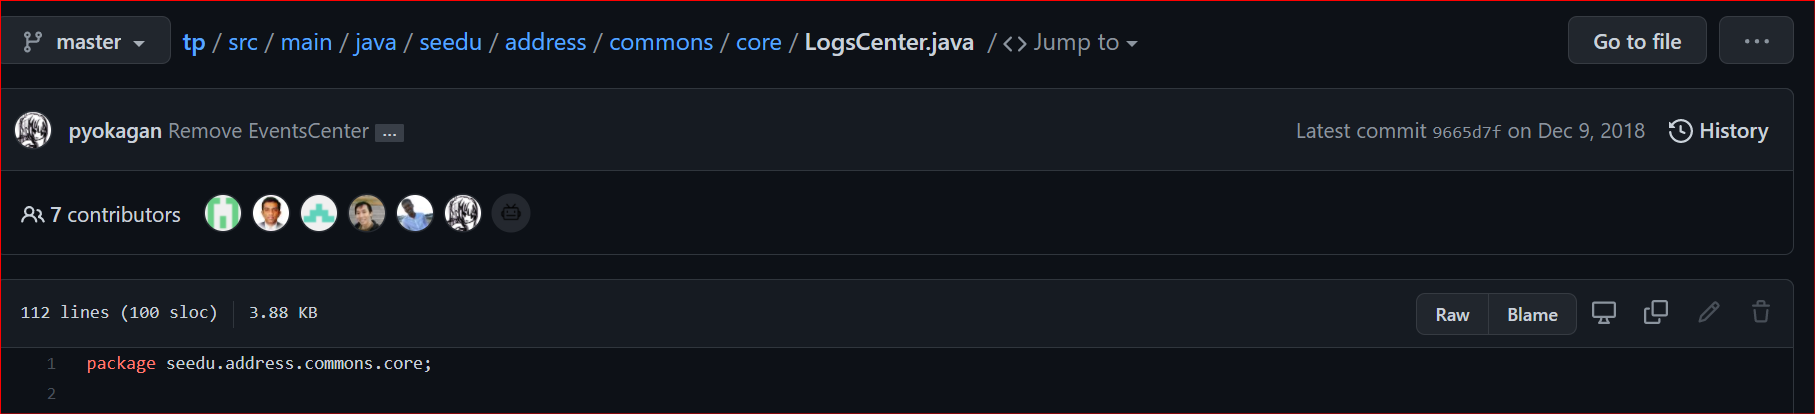 master tp / src / main / java / seedu / address / commons / core / LogsCenter.java / <> Jump to Go to file ...
pyokagan Remove EventsCenter ... Latest commit 9665d7f on Dec 9, 2018 History
7 contributors
112 lines (100 sloc) 3.88 KB Raw Blame
1 package seedu.address.commons.core;
2